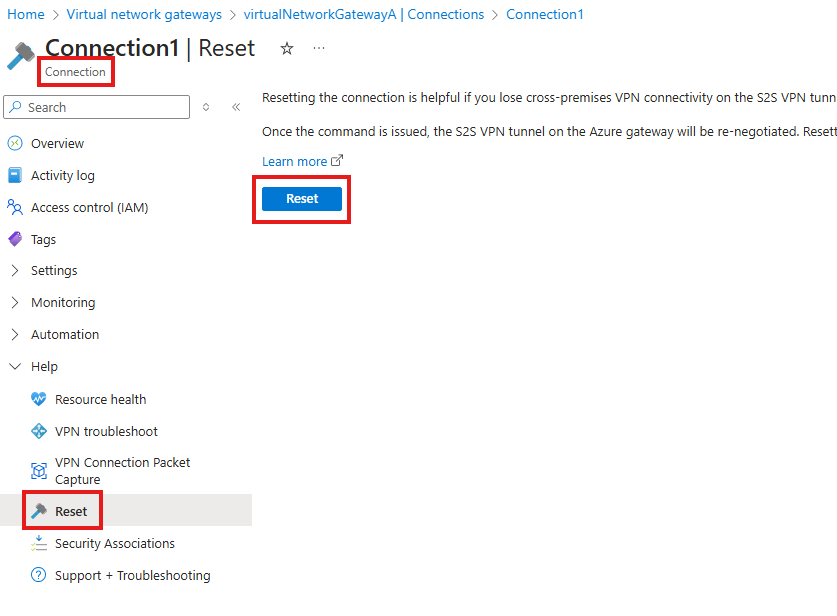 Home > Virtual network gateways > virtualNetworkGatewayA | Connections > Connection1
Connection1 | Reset ☆ ...
Connection
Search
Resetting the connection is helpful if you lose cross-premises VPN connectivity on the S2S VPN
Once the command is issued, the S2S VPN tunnel on the Azure gateway will be re-negotiated.
Learn more
Reset
Overview
Activity log
Access control (IAM)
Tags
Settings
Monitoring
Automation
Help
Resource health
VPN troubleshoot
VPN Connection Packet
Capture
Reset
Security Associations
Support + Troubleshooting